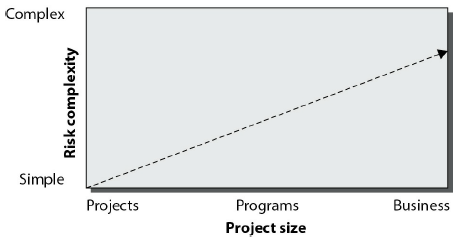 Complex
Risk complexity
Simple
Projects Programs Business
Project size